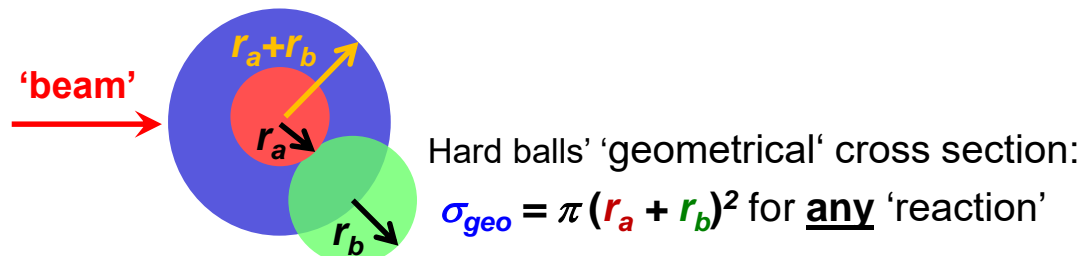 r_a+r_b
'beam'
r_a
r_b
Hard balls' 'geometrical' cross section:
σ_geo = π (r_a + r_b)² for any 'reaction'